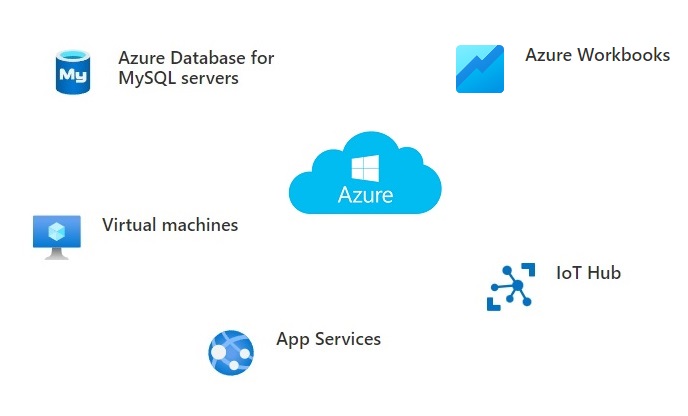 Azure Database for
MySQL servers
My
Azure Workbooks
Azure
Virtual machines
IoT Hub
App Services